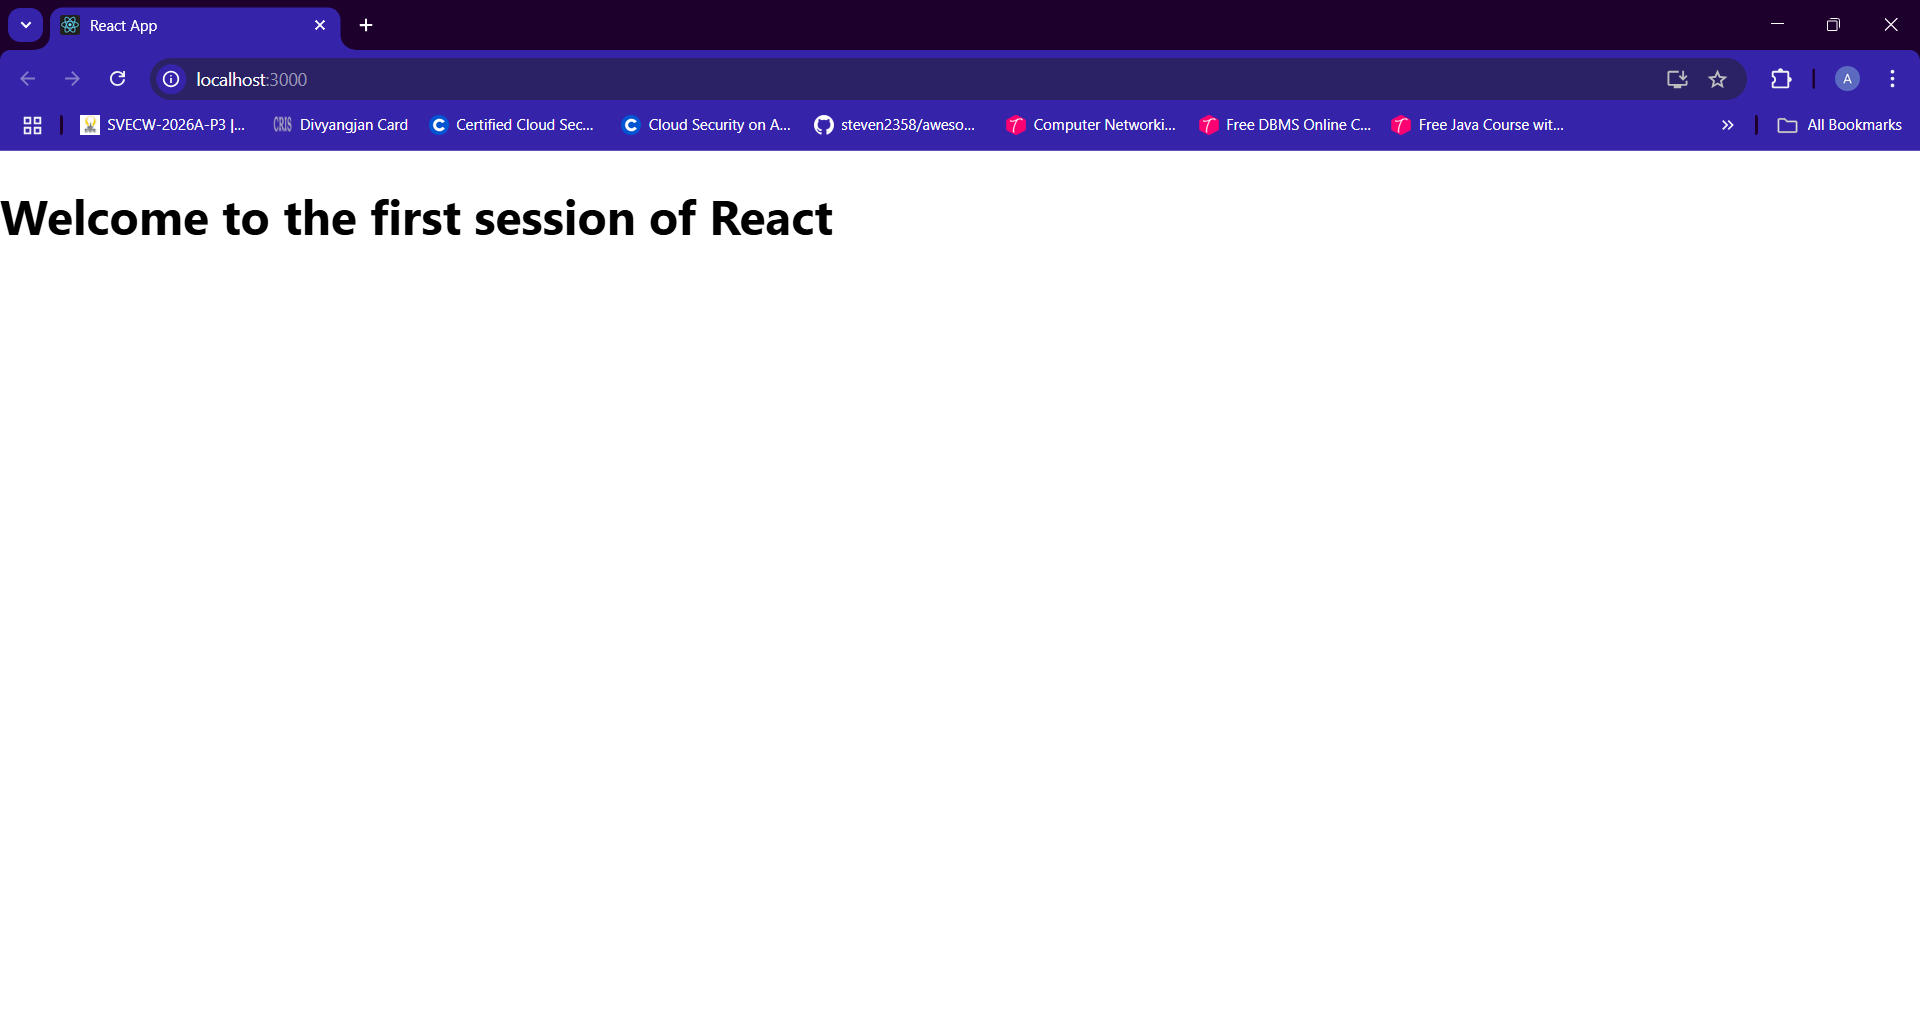 React App
localhost:3000
A
SVECW-2026A-P3 |...
CRIS Divyangjan Card
C Certified Cloud Sec...
C Cloud Security on A...
steven2358/aweso...
Computer Networki...
Free DBMS Online C...
Free Java Course wit...
All Bookmarks
Welcome to the first session of React